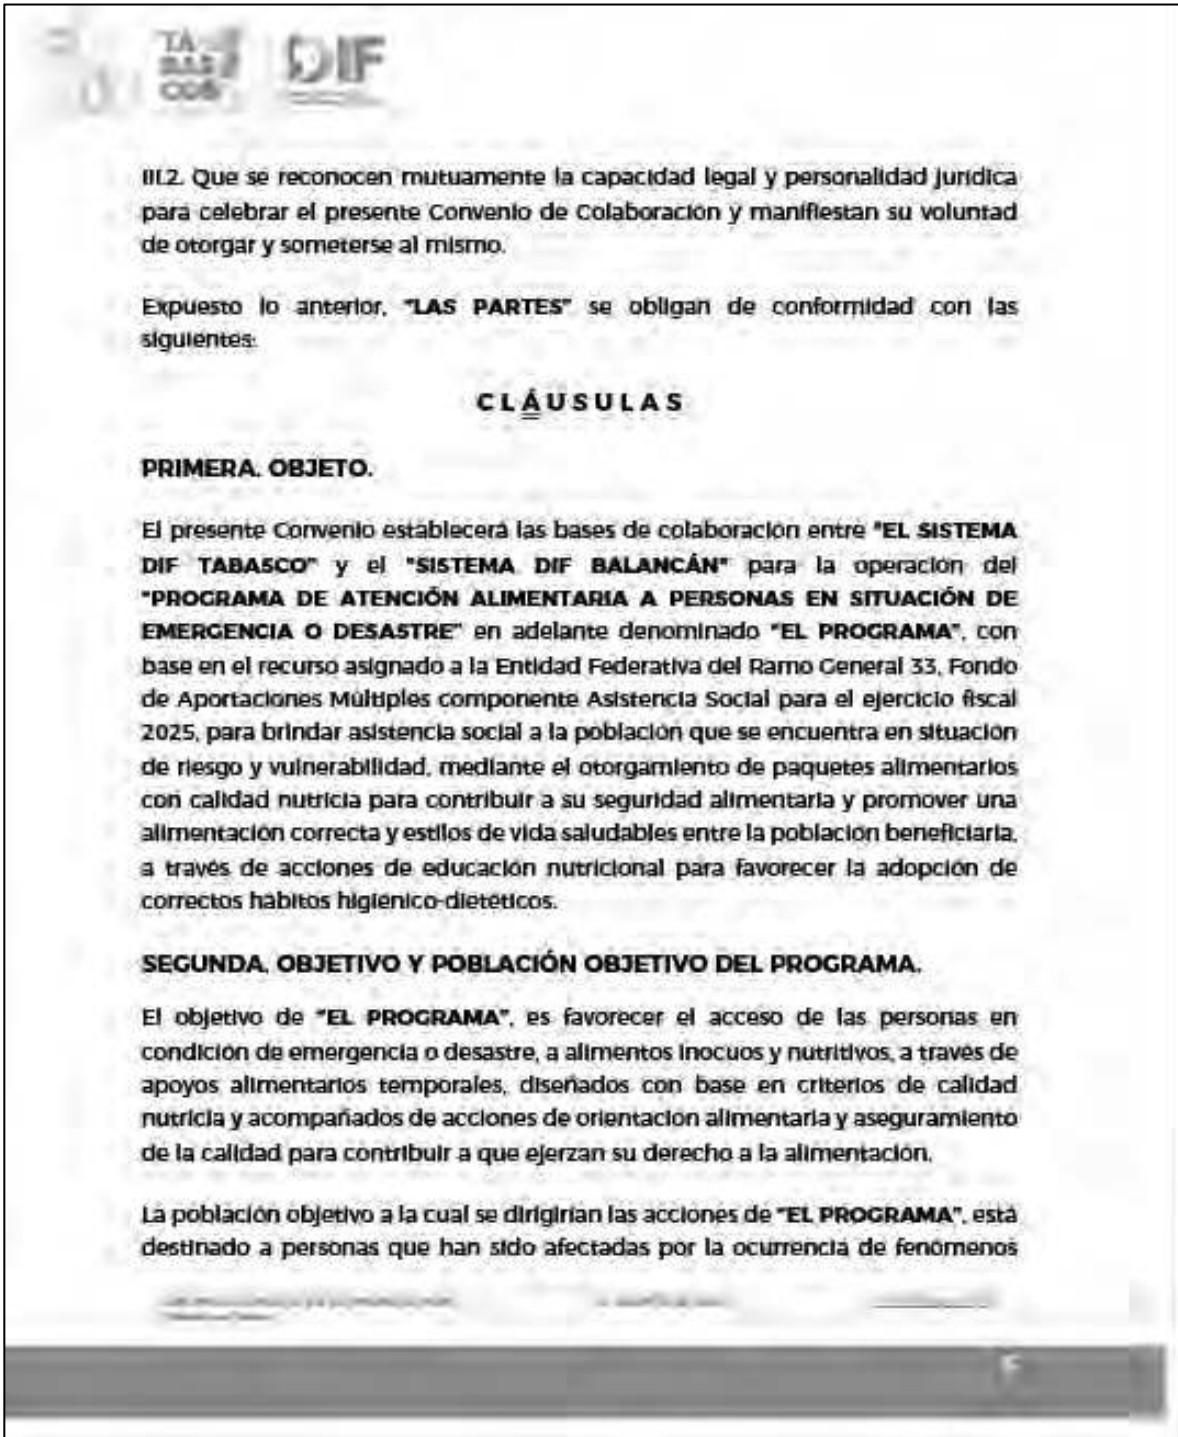 TA
BAS
COB
DIF
III.2. Que se reconocen mutuamente la capacidad legal y personalidad jurídica
para celebrar el presente Convenio de Colaboración y manifiestan su voluntad
de otorgar y someterse al mismo.
Expuesto lo anterior, "LAS PARTES" se obligan de conformidad con las
siguientes:
CLÁUSULAS
PRIMERA. OBJETO.
El presente Convenio establecerá las bases de colaboración entre "EL SISTEMA
DIF TABASCO" y el "SISTEMA DIF BALANCÁN" para la operación del
"PROGRAMA DE ATENCIÓN ALIMENTARIA A PERSONAS EN SITUACIÓN DE
EMERGENCIA O DESASTRE" en adelante denominado "EL PROGRAMA", con
base en el recurso asignado a la Entidad Federativa del Ramo General 33, Fondo
de Aportaciones Múltiples componente Asistencia Social para el ejercicio fiscal
2025, para brindar asistencia social a la población que se encuentra en situación
de riesgo y vulnerabilidad, mediante el otorgamiento de paquetes alimentarios
con calidad nutricia para contribuir a su seguridad alimentaria y promover una
alimentación correcta y estilos de vida saludables entre la población beneficiaria,
a través de acciones de educación nutricional para favorecer la adopción de
correctos hábitos higiénico-dietéticos.
SEGUNDA. OBJETIVO Y POBLACIÓN OBJETIVO DEL PROGRAMA.
El objetivo de "EL PROGRAMA", es favorecer el acceso de las personas en
condición de emergencia o desastre, a alimentos inocuos y nutritivos, a través de
apoyos alimentarios temporales, diseñados con base en criterios de calidad
nutricia y acompañados de acciones de orientación alimentaria y aseguramiento
de la calidad para contribuir a que ejerzan su derecho a la alimentación.
La población objetivo a la cual se dirigirían las acciones de "EL PROGRAMA", está
destinado a personas que han sido afectadas por la ocurrencia de fenómenos